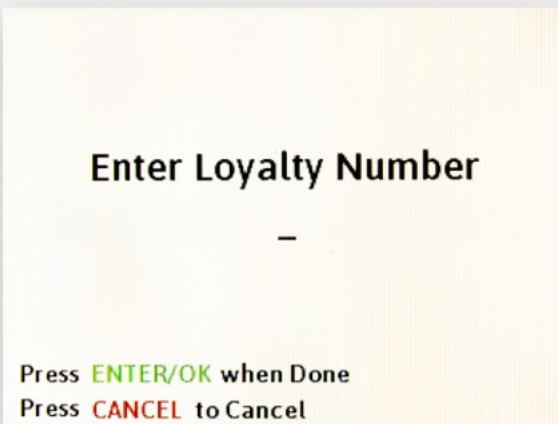 Enter Loyalty Number
_
Press ENTER/OK when Done
Press CANCEL to Cancel